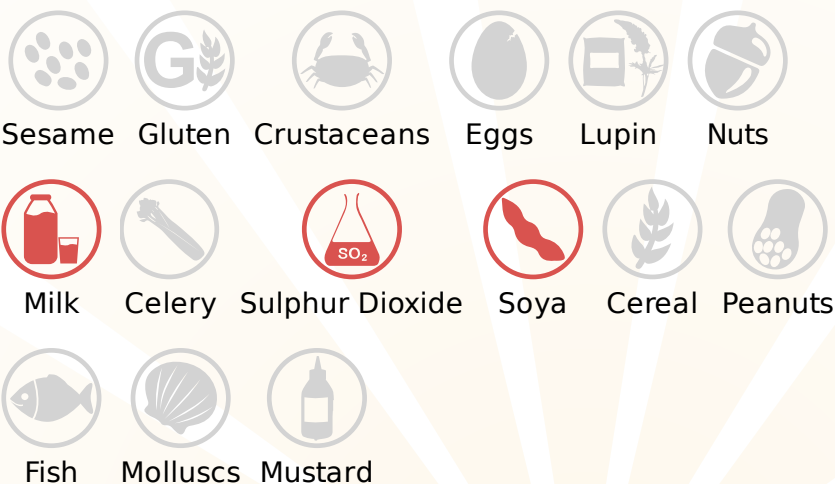 G
Sesame Gluten Crustaceans Eggs Lupin Nuts
SO₂
Milk Celery Sulphur Dioxide Soya Cereal Peanuts
Fish Molluscs Mustard